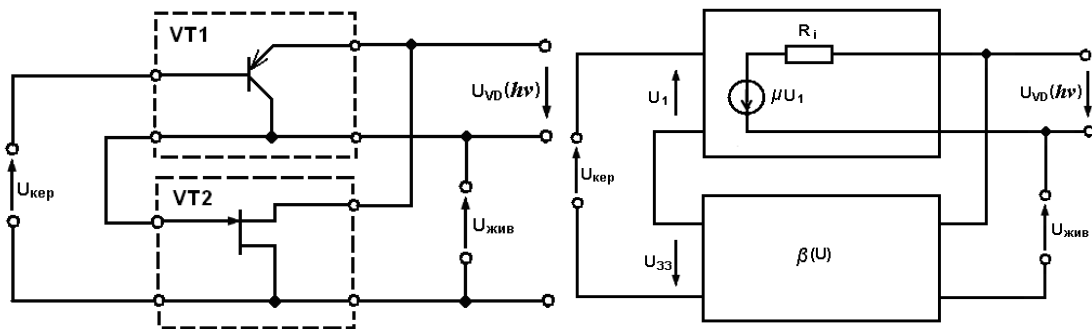 VT1
U_VD(hν)
U_кер
VT2
U_жив
R_i
U_1
μU_1
U_VD(hν)
U_кер
U_ЗЗ
β(U)
U_жив